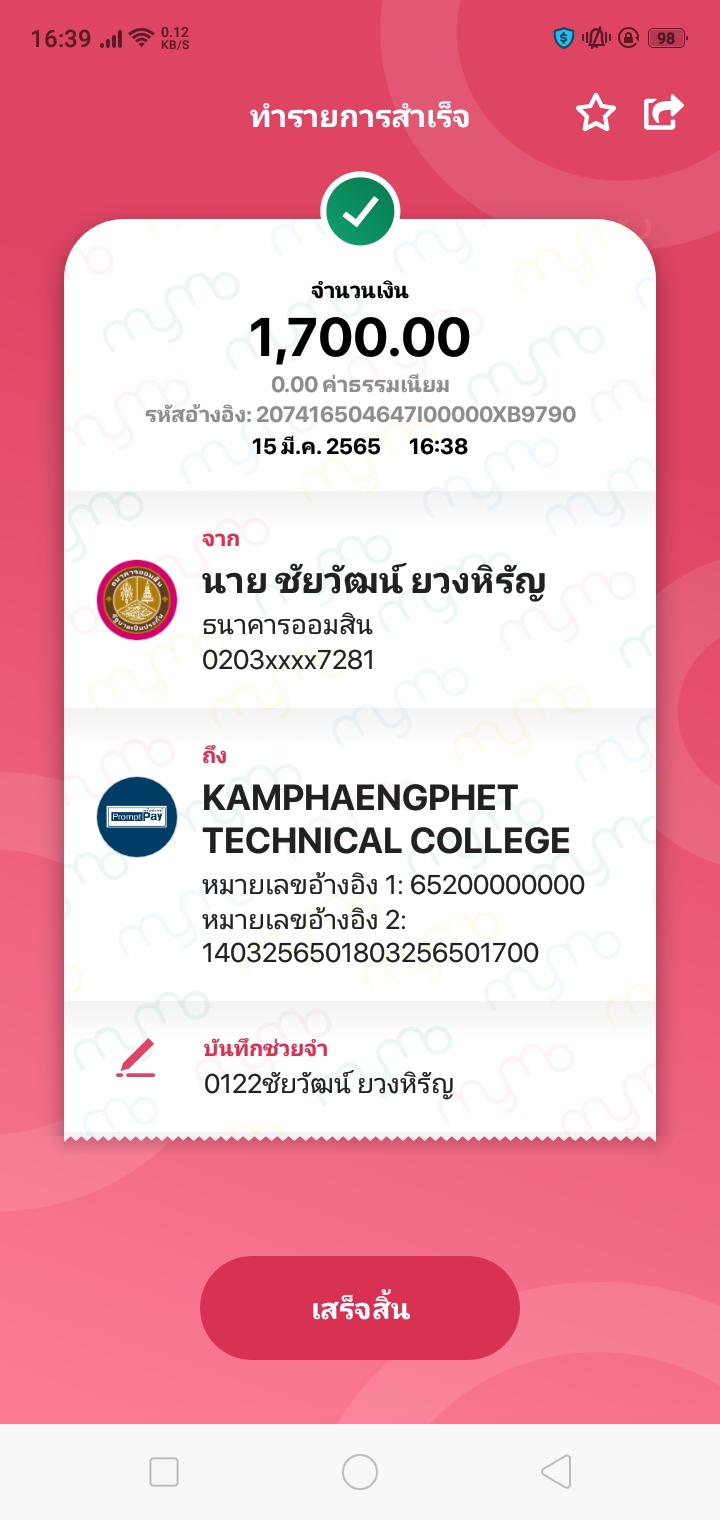 16:39 0.12 KB/S 98
ทำรายการสำเร็จ
จำนวนเงิน
1,700.00
0.00 ค่าธรรมเนียม
รหัสอ้างอิง: 207416504647I00000XB9790
15 มี.ค. 2565 16:38
จาก
นาย ชัยวัฒน์ ยวงหิรัญ
ธนาคารออมสิน
0203xxxx7281
ถึง
KAMPHAENGPHET
TECHNICAL COLLEGE
PromptPay
หมายเลขอ้างอิง 1: 65200000000
หมายเลขอ้างอิง 2:
1403256501803256501700
บันทึกช่วยจำ
0122ชัยวัฒน์ ยวงหิรัญ
เสร็จสิ้น